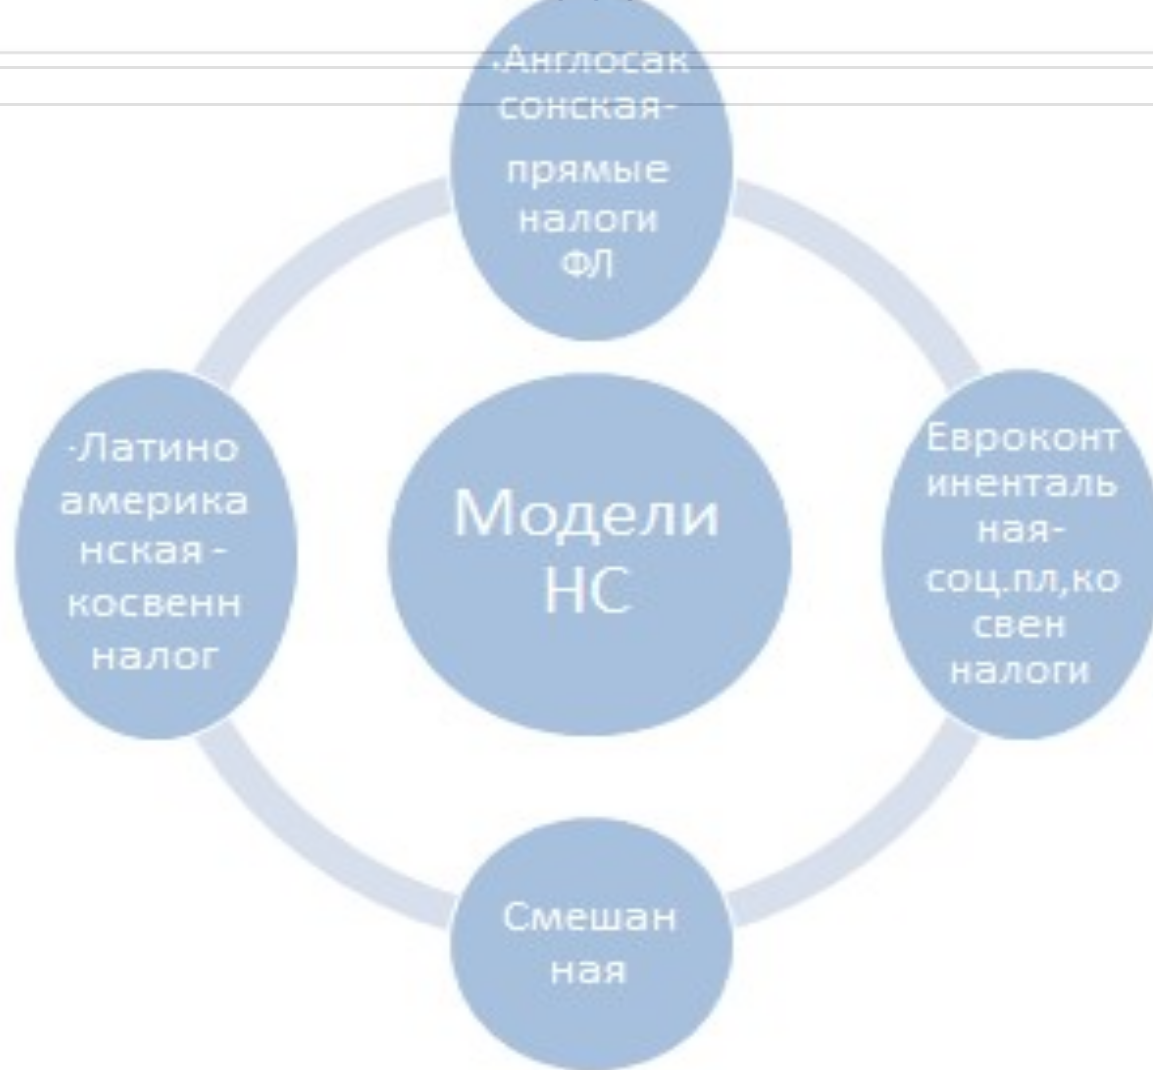 ·Англосак
сонская-
прямые
налоги
ФЛ
·Латино
америка
нская-
косвенн
налог
Модели
НС
Евроконт
иненталь
ная-
соц.пл,ко
свен
налоги
Смешан
ная